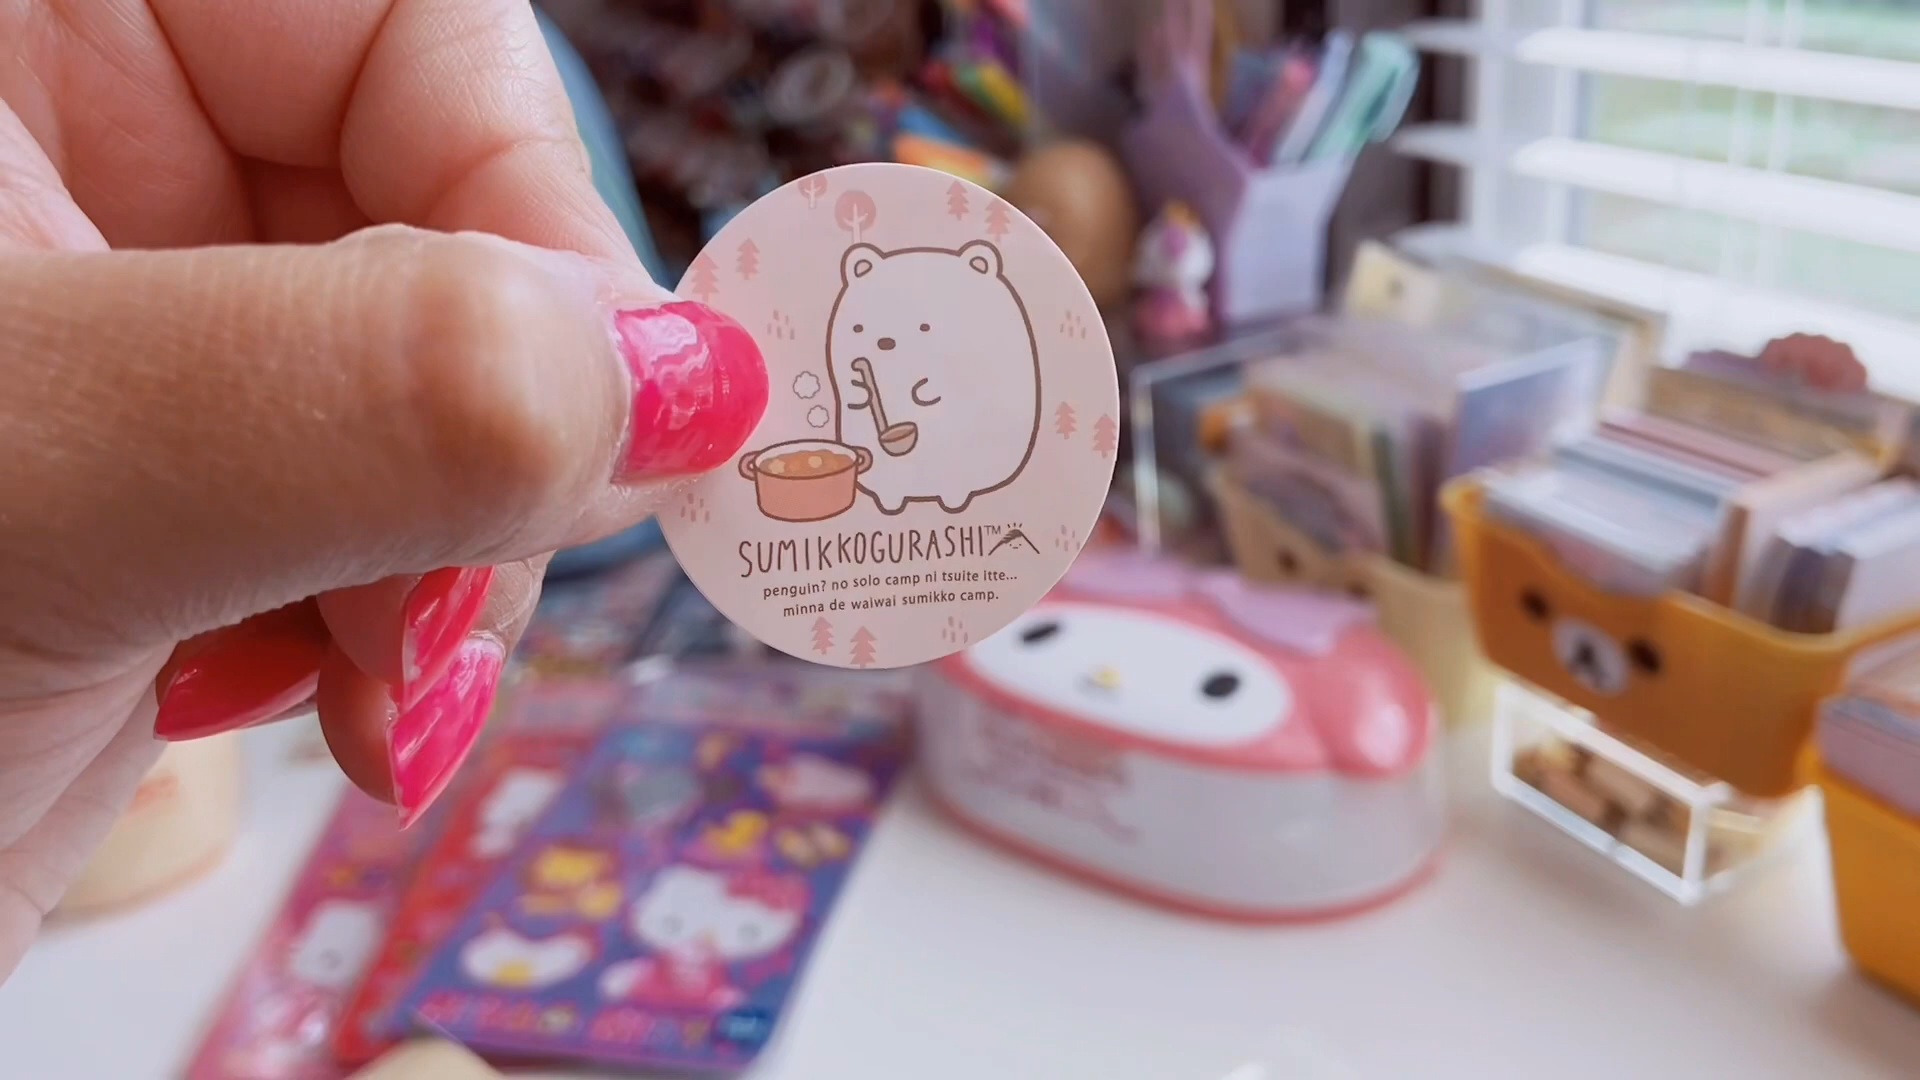 SUMIKKOGURASHI™
penguin? no solo camp ni tsuite itte...
minna de waiwai sumikko camp.